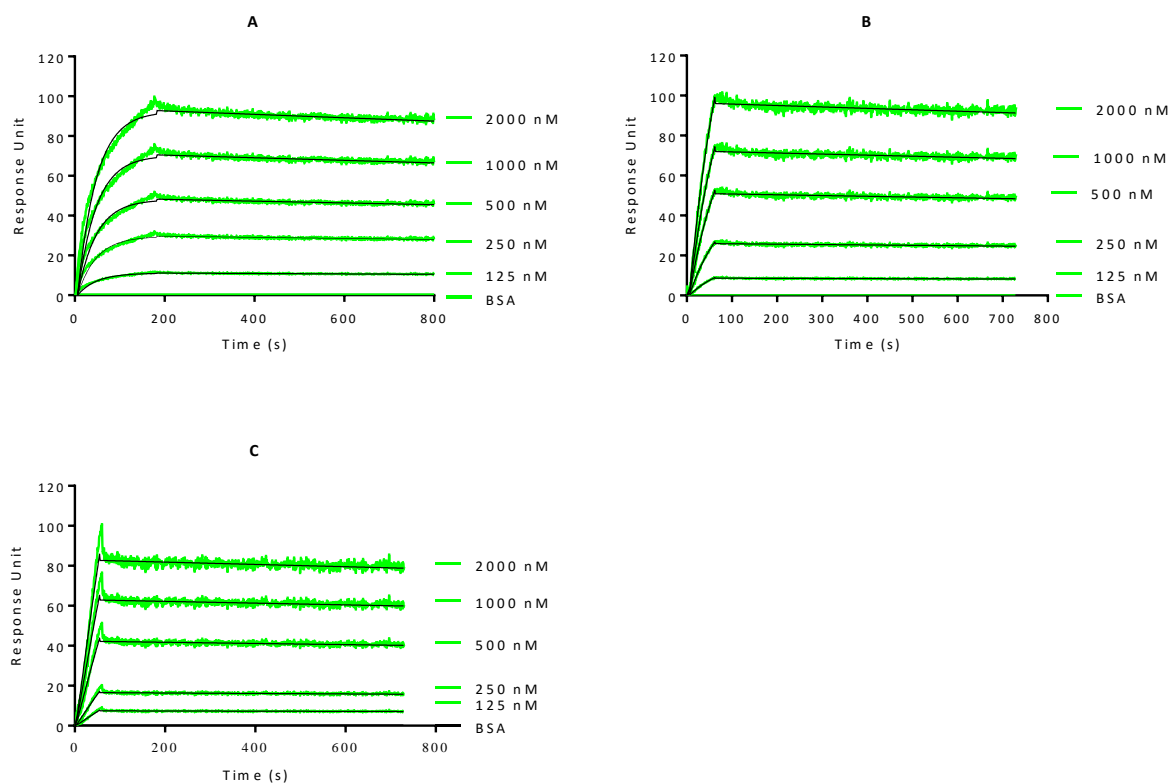 A
120
100
80
60
40
20
0
Response Unit
0 200 400 600 800
Time (s)
2000 nM
1000 nM
500 nM
250 nM
125 nM
BSA
B
120
100
80
60
40
20
0
Response Unit
0 100 200 300 400 500 600 700 800
Time (s)
2000 nM
1000 nM
500 nM
250 nM
125 nM
BSA
C
120
100
80
60
40
20
0
Response Unit
0 200 400 600 800
Time (s)
2000 nM
1000 nM
500 nM
250 nM
125 nM
BSA